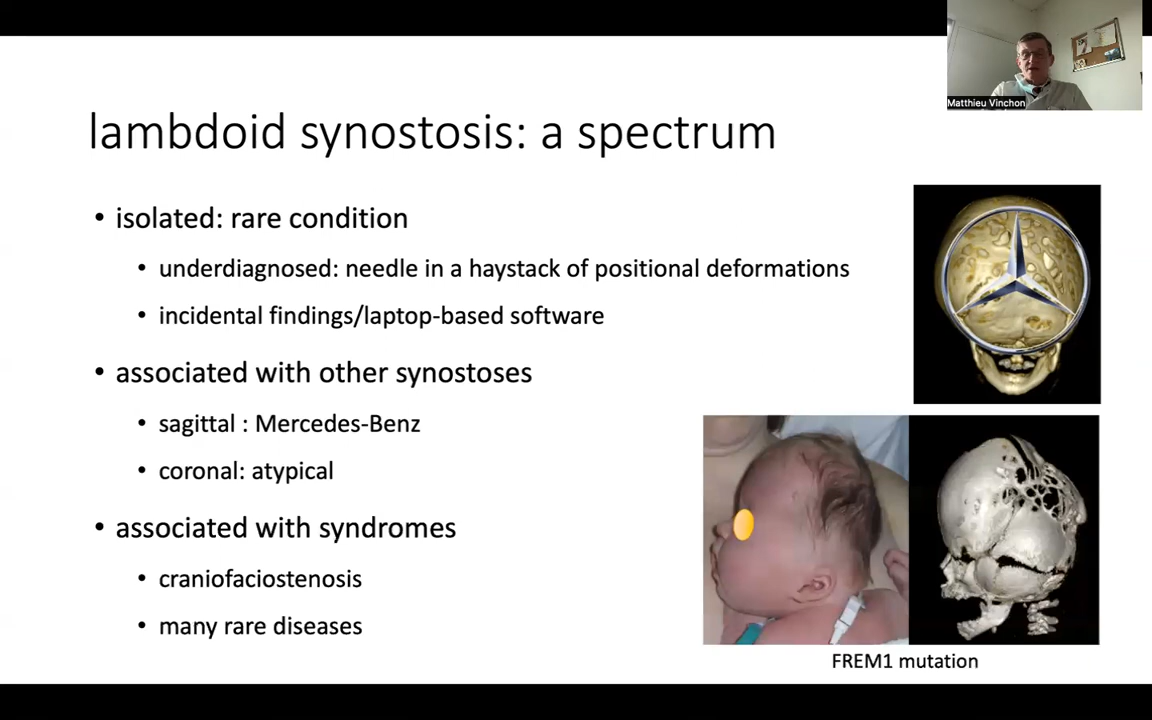 Matthieu Vinchon
lambdoid synostosis: a spectrum
• isolated: rare condition
• underdiagnosed: needle in a haystack of positional deformations
• incidental findings/laptop-based software
• associated with other synostoses
• sagittal : Mercedes-Benz
• coronal: atypical
• associated with syndromes
• craniofaciostenosis
• many rare diseases
FREM1 mutation